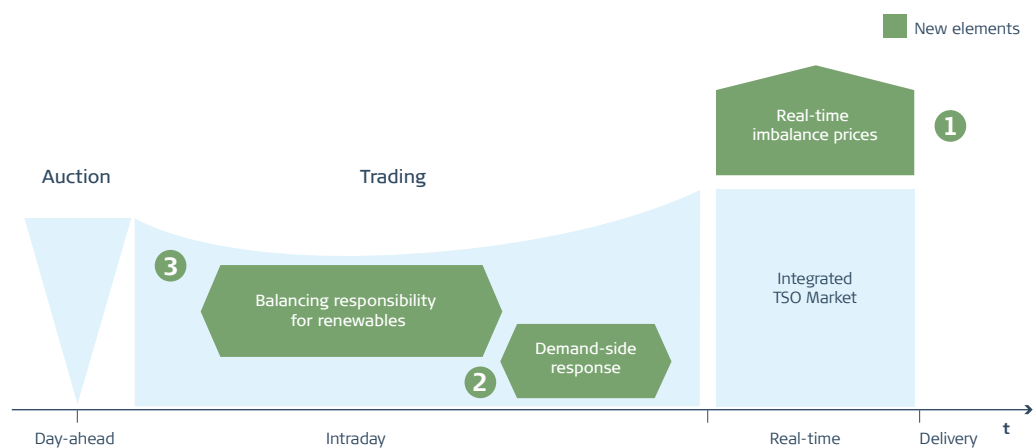 New elements
Real-time
imbalance prices
1
Auction
Trading
3
Balancing responsibility
for renewables
Integrated
TSO Market
Demand-side
response
2
t
Day-ahead
Intraday
Real-time
Delivery